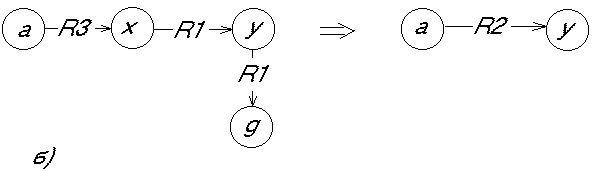 a R3 x R1 y ⇒ a R2 y
R1
g
б)